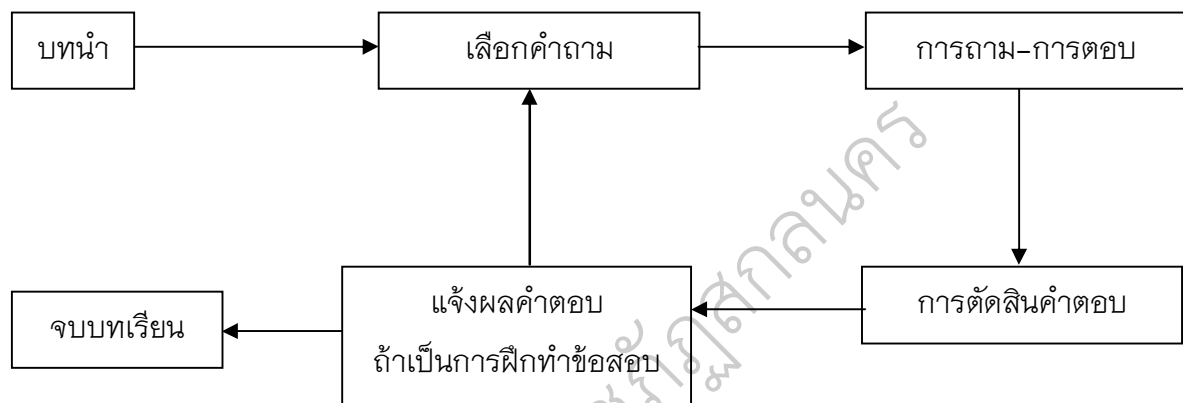 บทนำ
เลือกคำถาม
การถาม-การตอบ
การตัดสินคำตอบ
แจ้งผลคำตอบ
ถ้าเป็นการฝึกทำข้อสอบ
จบบทเรียน